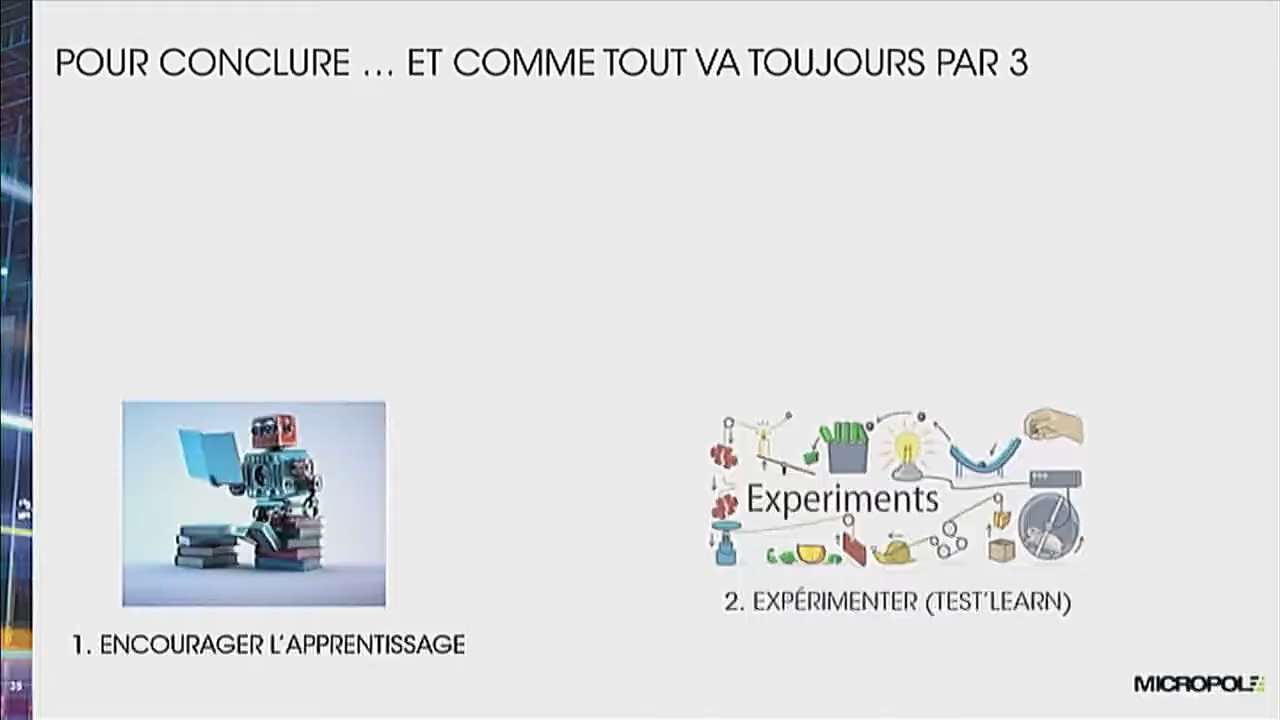 POUR CONCLURE ... ET COMME TOUT VA TOUJOURS PAR 3
Experiments
2. EXPÉRIMENTER (TEST'LEARN)
1. ENCOURAGER L'APPRENTISSAGE
MICROPOLE